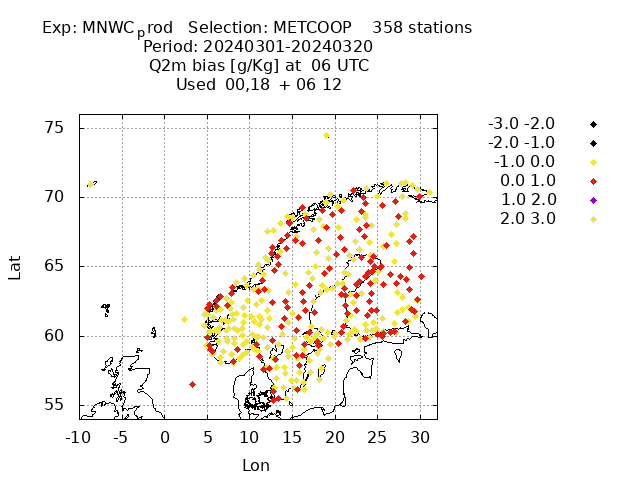 Exp: MNWCprod Selection: METCOOP 358 stations
Period: 20240301-20240320
Q2m bias [g/Kg] at 06 UTC
Used 00,18 + 06 12
-3.0 -2.0
-2.0 -1.0
-1.0 0.0
0.0 1.0
1.0 2.0
2.0 3.0
75
70
65
60
55
Lat
-10 -5 0 5 10 15 20 25 30
Lon